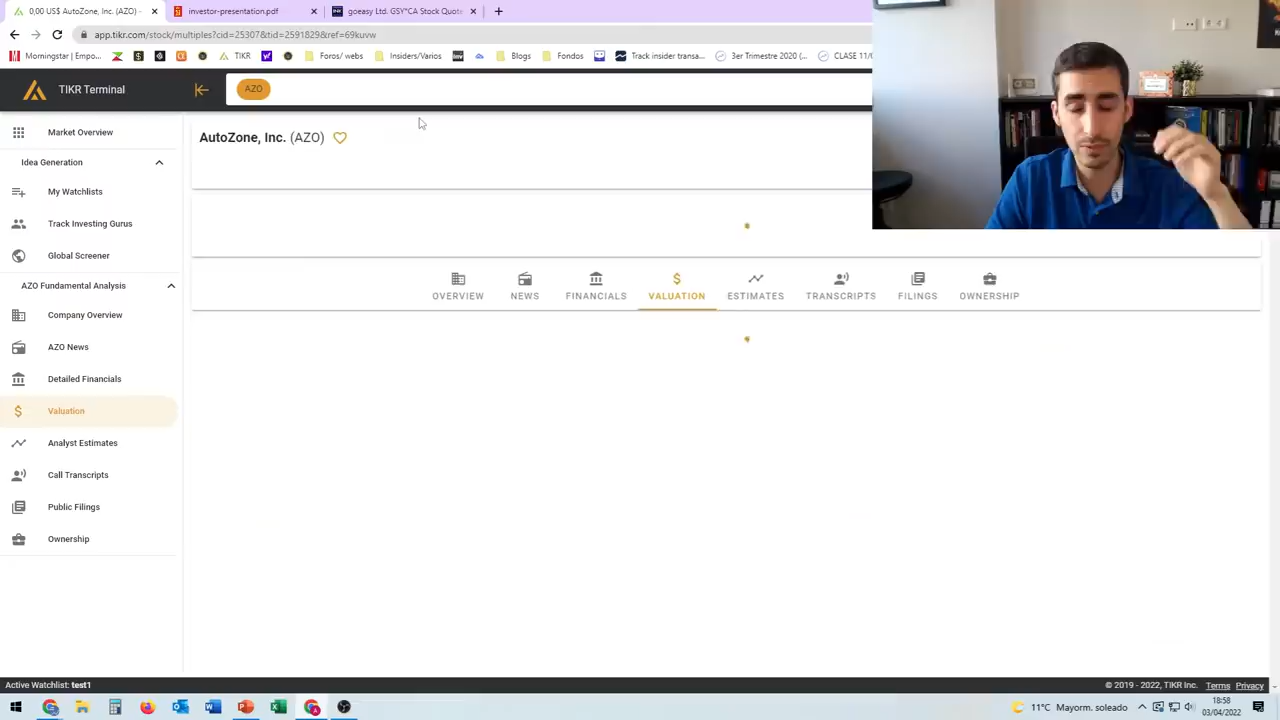 0,00 US$ AutoZone, Inc. (AZO) -
investor-presentation.pdf
goeasy Ltd. GSY*CA Stock Quote
app.tikr.com/stock/multiples?cid=25307&tid=2591829&ref=69kuvw
Morningstar | Empo...
TIKR
Foros/ webs
Insiders/Varios
Blogs
Fondos
Track insider transa...
3er Trimestre 2020 (...
CLASE 11/0
TIKR Terminal
AZO
AutoZone, Inc. (AZO)
Market Overview
Idea Generation
My Watchlists
Track Investing Gurus
Global Screener
AZO Fundamental Analysis
Company Overview
AZO News
Detailed Financials
Valuation
Analyst Estimates
Call Transcripts
Public Filings
Ownership
OVERVIEW
NEWS
FINANCIALS
VALUATION
ESTIMATES
TRANSCRIPTS
FILINGS
OWNERSHIP
Active Watchlist: test1
© 2019 - 2022, TIKR Inc. Terms Privacy
11°C Mayorm. soleado
18:58
03/04/2022